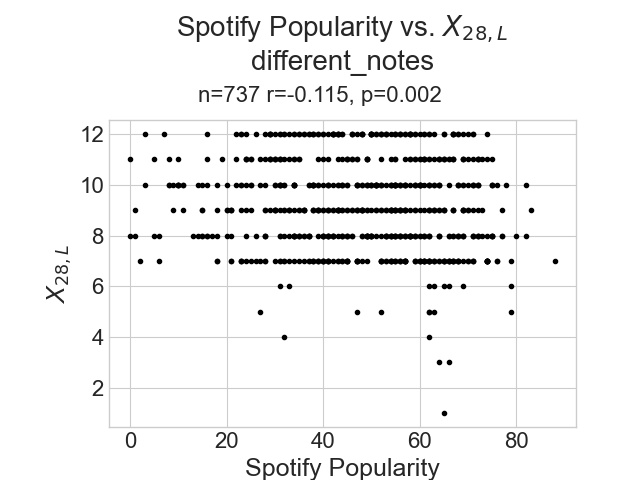 Spotify Popularity vs. X28,L
different_notes
n=737 r=-0.115, p=0.002
12
10
8
6
4
2
X28,L
0 20 40 60 80
Spotify Popularity